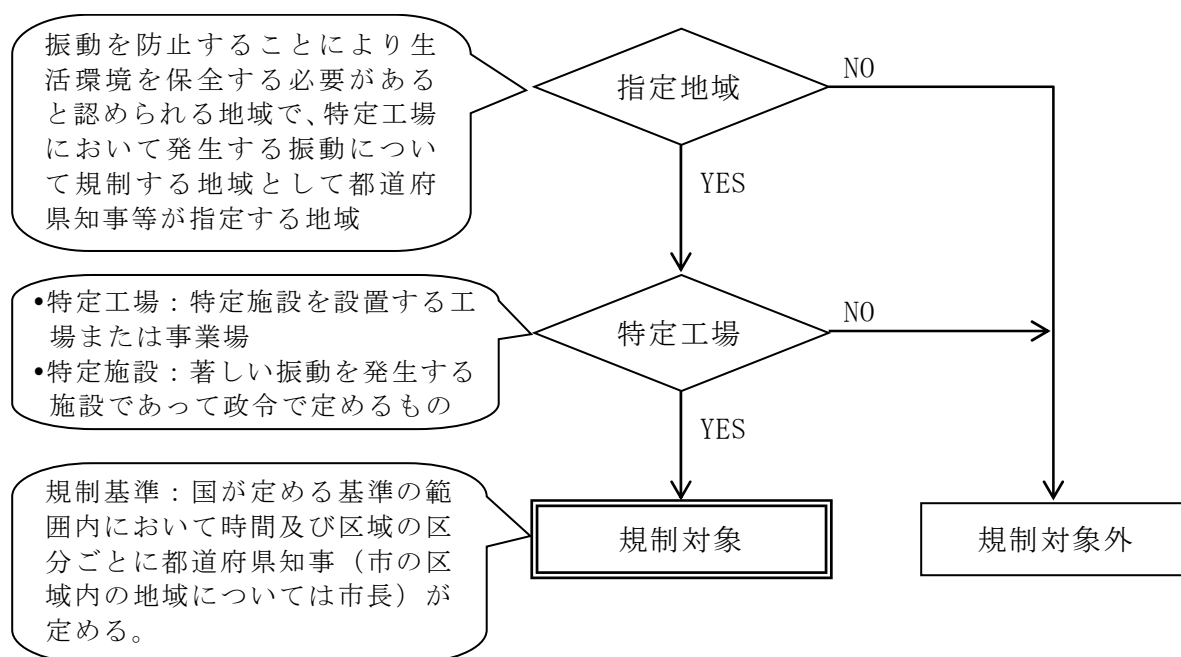 振動を防止することにより生
活環境を保全する必要がある
と認められる地域で、特定工場
において発生する振動につい
て規制する地域として都道府
県知事等が指定する地域
指定地域
NO
YES
•特定工場：特定施設を設置する工
場または事業場
•特定施設：著しい振動を発生する
施設であって政令で定めるもの
特定工場
NO
YES
規制基準：国が定める基準の範
囲内において時間及び区域の区
分ごとに都道府県知事（市の区
域内の地域については市長）が
定める。
規制対象
規制対象外